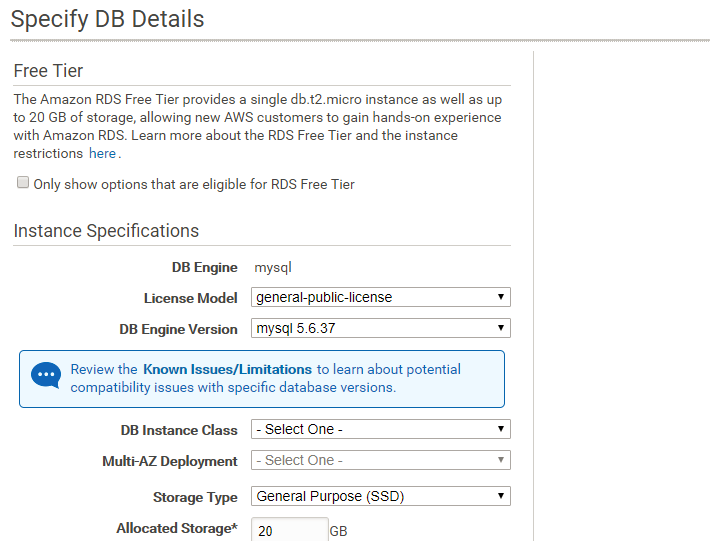 Specify DB Details
Free Tier
The Amazon RDS Free Tier provides a single db.t2.micro instance as well as up
to 20 GB of storage, allowing new AWS customers to gain hands-on experience
with Amazon RDS. Learn more about the RDS Free Tier and the instance
restrictions here.
Only show options that are eligible for RDS Free Tier
Instance Specifications
DB Engine mysql
License Model general-public-license
DB Engine Version mysql 5.6.37
Review the Known Issues/Limitations to learn about potential
compatibility issues with specific database versions.
DB Instance Class - Select One -
Multi-AZ Deployment - Select One -
Storage Type General Purpose (SSD)
Allocated Storage* 20 GB